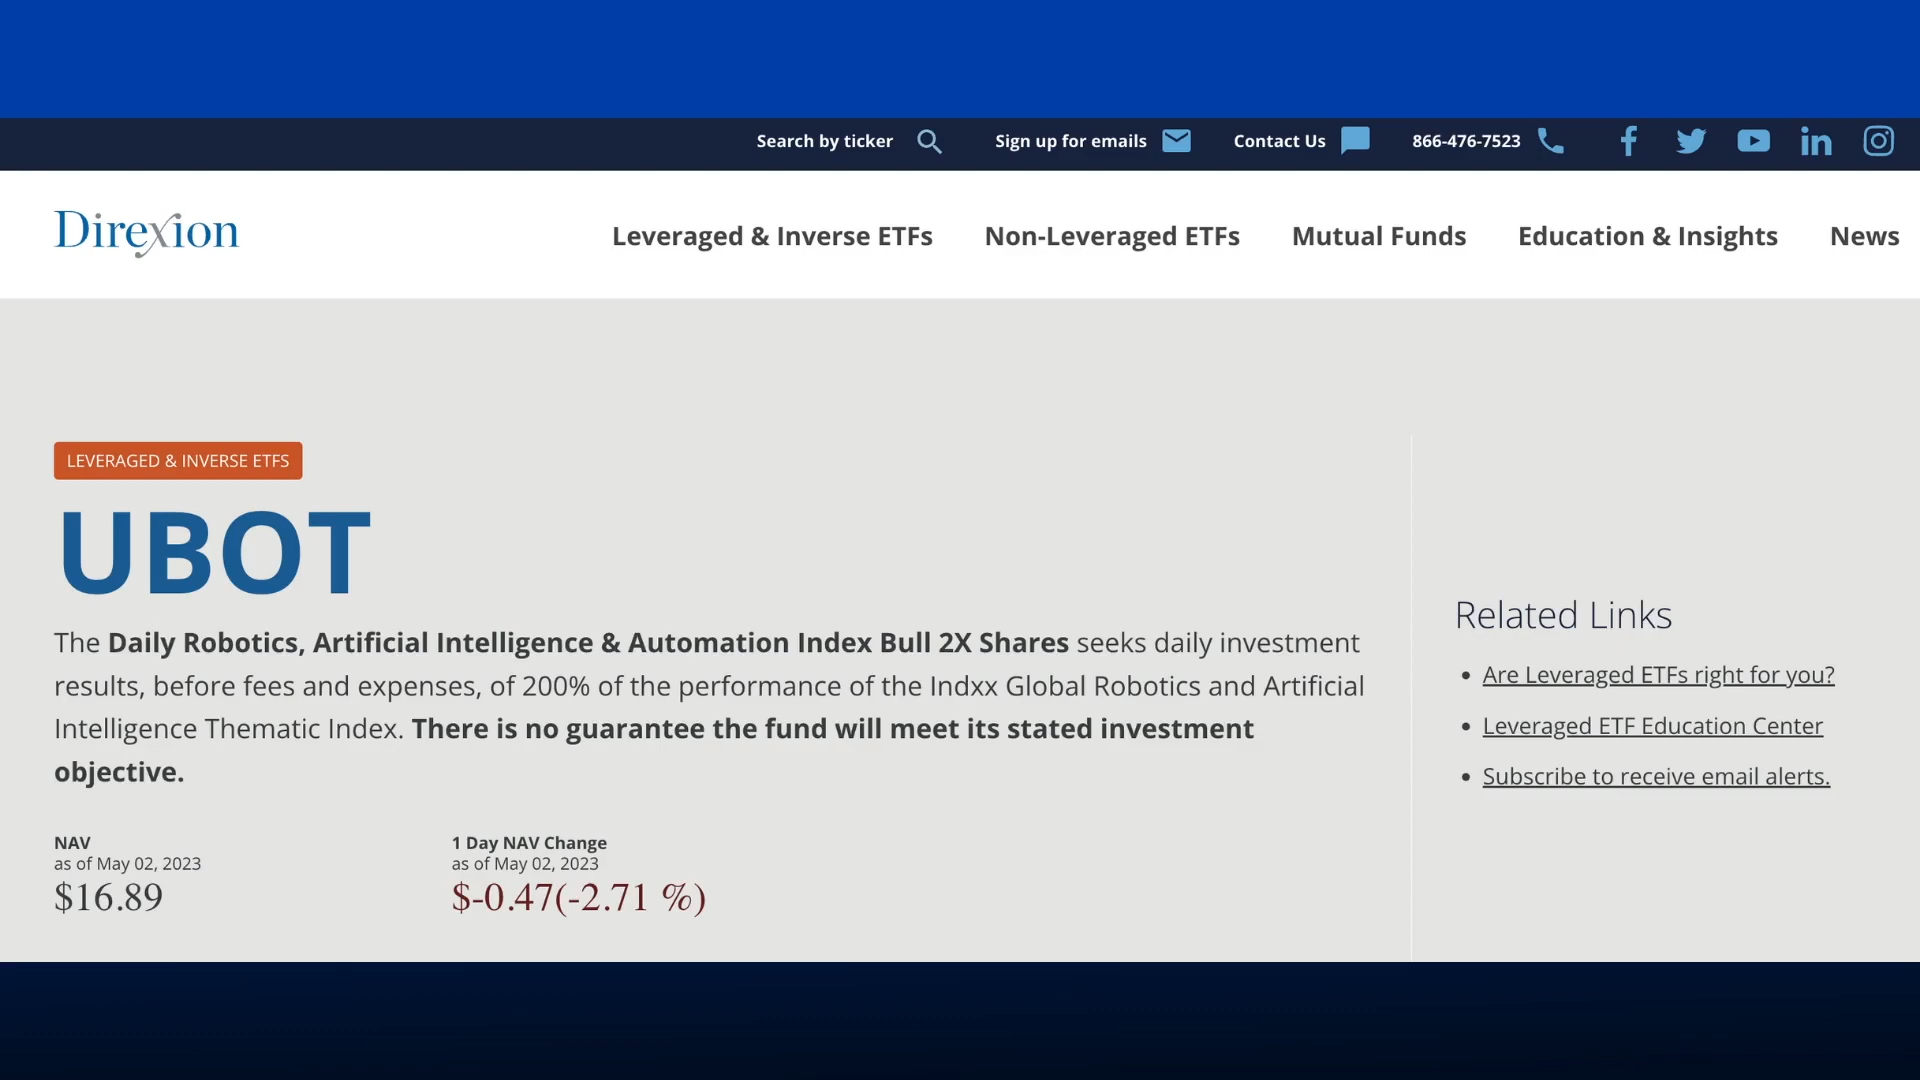 Search by ticker
Sign up for emails
Contact Us
866-476-7523
Direxion
Leveraged & Inverse ETFs
Non-Leveraged ETFs
Mutual Funds
Education & Insights
News
LEVERAGED & INVERSE ETFS
UBOT
The Daily Robotics, Artificial Intelligence & Automation Index Bull 2X Shares seeks daily investment
results, before fees and expenses, of 200% of the performance of the Indxx Global Robotics and Artificial
Intelligence Thematic Index. There is no guarantee the fund will meet its stated investment
objective.
NAV
as of May 02, 2023
$16.89
1 Day NAV Change
as of May 02, 2023
$-0.47(-2.71 %)
Related Links
Are Leveraged ETFs right for you?
Leveraged ETF Education Center
Subscribe to receive email alerts.